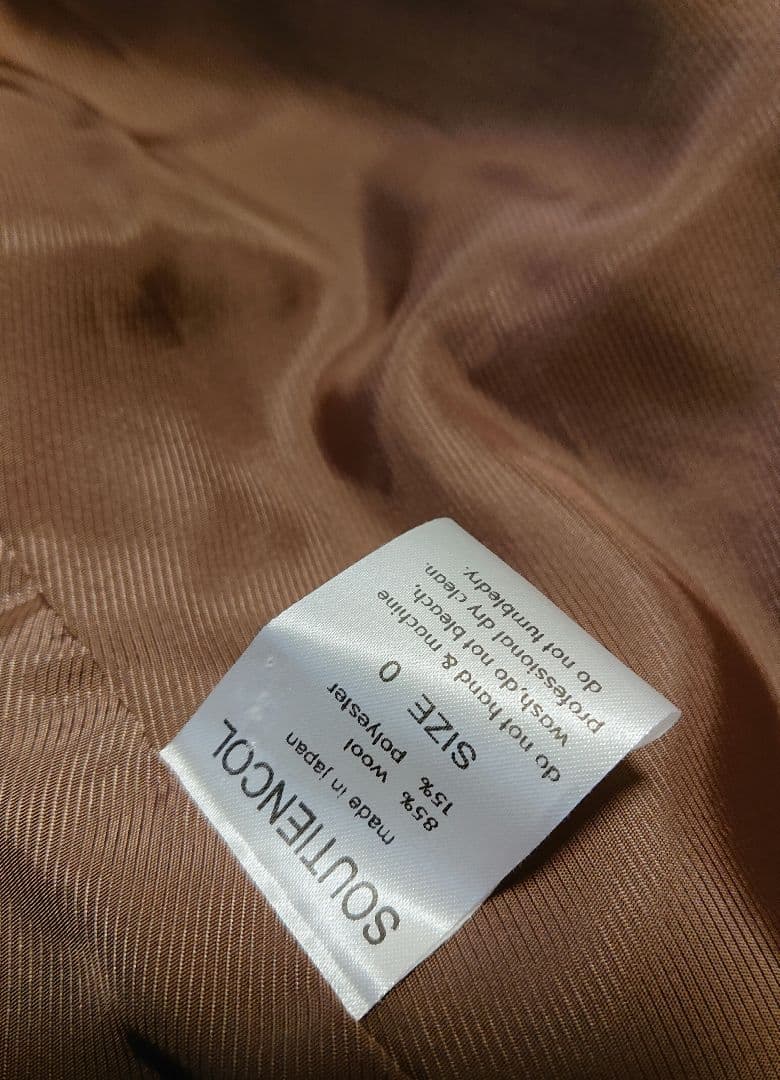 SOUTIENCOL
made in japan
85% wool
15% polyester
SIZE 0
do not hand & machine
wash,do not bleach,
professional dry clean.
do not tumbledry.